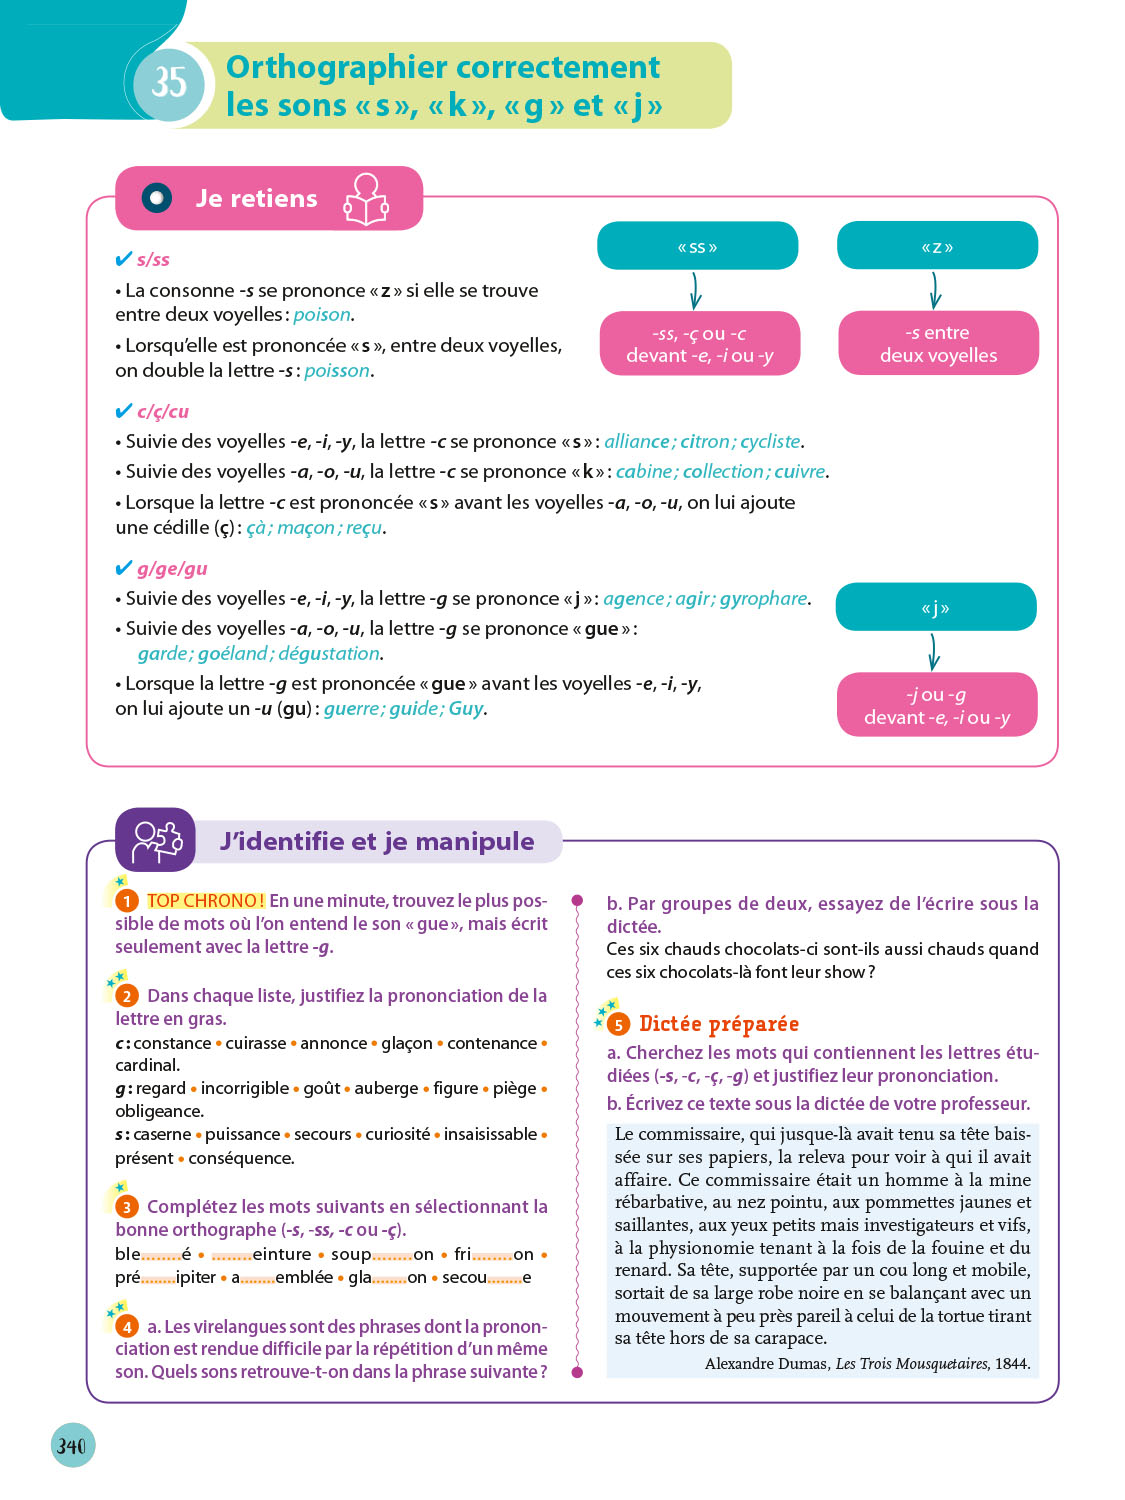 35
Orthographier correctement
les sons « s », « k », « g » et « j »
Je retiens
✔ s/ss
• La consonne -s se prononce « z » si elle se trouve
entre deux voyelles : poison.
• Lorsqu'elle est prononcée « s », entre deux voyelles,
on double la lettre -s : poisson.
« ss »
-ss, -ç ou -c
devant -e, -i ou -y
« z »
-s entre
deux voyelles
✔ c/ç/cu
• Suivie des voyelles -e, -i, -y, la lettre -c se prononce « s » : alliance ; citron ; cycliste.
• Suivie des voyelles -a, -o, -u, la lettre -c se prononce « k » : cabine ; collection ; cuivre.
• Lorsque la lettre -c est prononcée « s » avant les voyelles -a, -o, -u, on lui ajoute
une cédille (ç) : çà ; maçon ; reçu.
✔ g/ge/gu
• Suivie des voyelles -e, -i, -y, la lettre -g se prononce « j » : agence ; agir ; gyrophare.
• Suivie des voyelles -a, -o, -u, la lettre -g se prononce « gue » :
garde ; goéland ; dégustation.
• Lorsque la lettre -g est prononcée « gue » avant les voyelles -e, -i, -y,
on lui ajoute un -u (gu) : guerre ; guide ; Guy.
« j »
-j ou -g
devant -e, -i ou -y
J'identifie et je manipule
1 TOP CHRONO ! En une minute, trouvez le plus pos-
sible de mots où l'on entend le son « gue », mais écrit
seulement avec la lettre -g.
2 Dans chaque liste, justifiez la prononciation de la
lettre en gras.
c : constance • cuirasse • annonce • glaçon • contenance •
cardinal.
g : regard • incorrigible • goût • auberge • figure • piège •
obligeance.
s : caserne • puissance • secours • curiosité • insaisissable •
présent • conséquence.
3 Complétez les mots suivants en sélectionnant la
bonne orthographe (-s, -ss, -c ou -ç).
ble........é • ........einture • soup........on • fri........on •
pré........ipiter • a........emblée • gla........on • secou........e
4 a. Les virelangues sont des phrases dont la pronon-
ciation est rendue difficile par la répétition d'un même
son. Quels sons retrouve-t-on dans la phrase suivante ?
b. Par groupes de deux, essayez de l'écrire sous la
dictée.
Ces six chauds chocolats-ci sont-ils aussi chauds quand
ces six chocolats-là font leur show ?
5 Dictée préparée
a. Cherchez les mots qui contiennent les lettres étu-
diées (-s, -c, -ç, -g) et justifiez leur prononciation.
b. Écrivez ce texte sous la dictée de votre professeur.
Le commissaire, qui jusque-là avait tenu sa tête bais-
sée sur ses papiers, la releva pour voir à qui il avait
affaire. Ce commissaire était un homme à la mine
rébarbative, au nez pointu, aux pommettes jaunes et
saillantes, aux yeux petits mais investigateurs et vifs,
à la physionomie tenant à la fois de la fouine et du
renard. Sa tête, supportée par un cou long et mobile,
sortait de sa large robe noire en se balançant avec un
mouvement à peu près pareil à celui de la tortue tirant
sa tête hors de sa carapace.
Alexandre Dumas, Les Trois Mousquetaires, 1844.
340